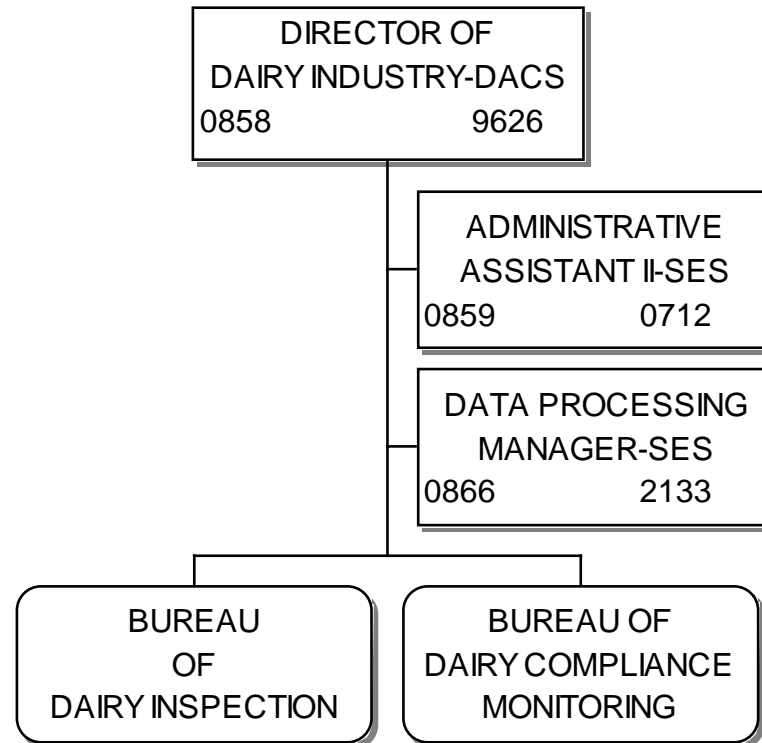 DIRECTOR OF
DAIRY INDUSTRY-DACS
0858 9626
ADMINISTRATIVE
ASSISTANT II-SES
0859 0712
DATA PROCESSING
MANAGER-SES
0866 2133
BUREAU
OF
DAIRY INSPECTION
BUREAU OF
DAIRY COMPLIANCE
MONITORING